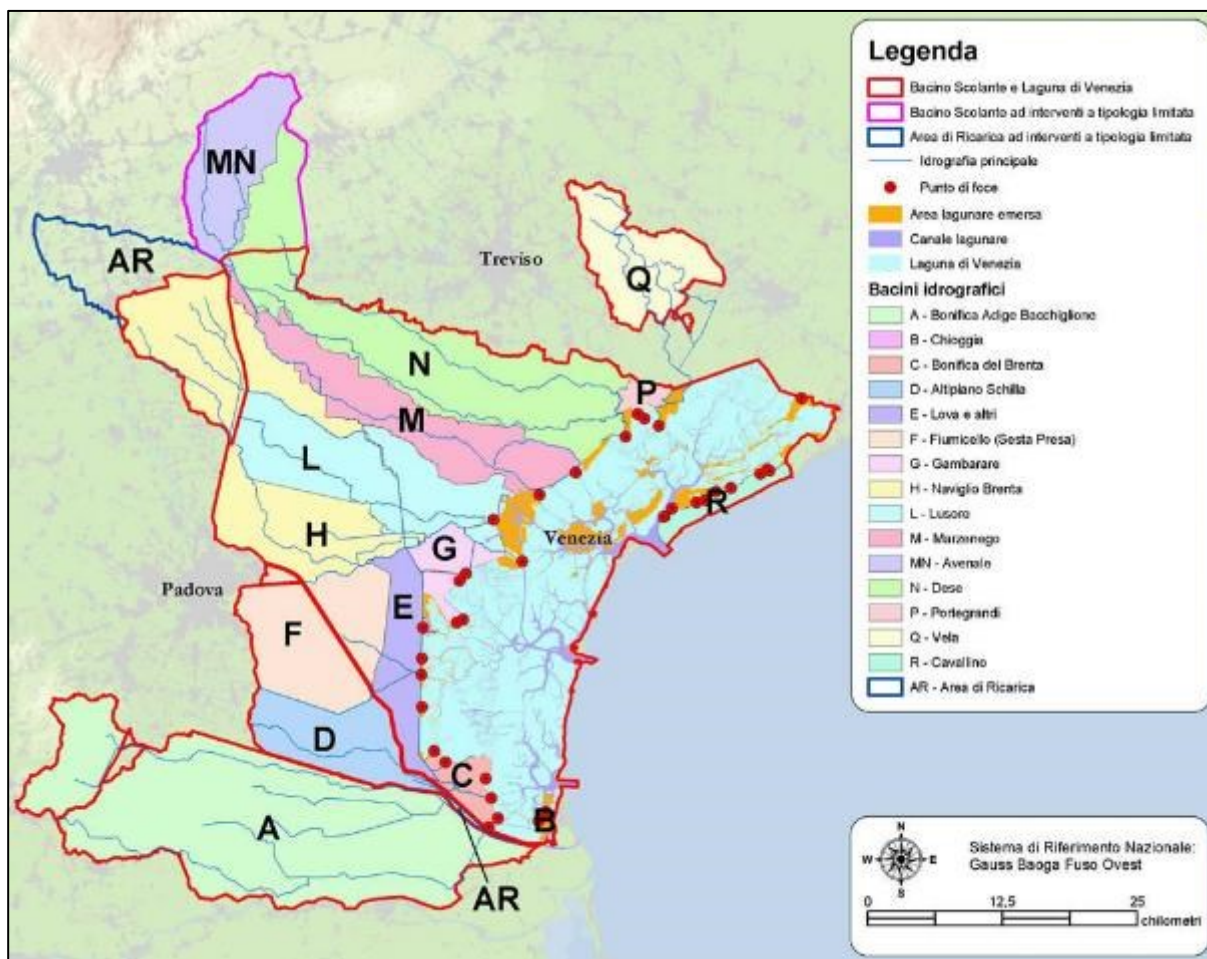 MN
AR
Treviso
Q
N
P
M
L
R
H
G
Venezia
Padova
E
F
D
C
B
A
AR
Legenda
Bacino Scolante e Laguna di Venezia
Bacino Scolante ad interventi a tipologia limitata
Area di Ricarica ad interventi a tipologia limitata
Idrografia principale
Punto di foce
Area lagunare emersa
Canale lagunare
Laguna di Venezia
Bacini idrografici
A - Bonifica Adige Bacchiglione
B - Chioggia
C - Bonifica del Brenta
D - Altipiano Schilla
E - Lova e altri
F - Fiumicello (Sesta Presa)
G - Gambarare
H - Naviglio Brenta
L - Lusore
M - Marzenego
MN - Avenale
N - Dese
P - Portegrandi
Q - Vela
R - Cavallino
AR - Area di Ricarica
N
W E
S
Sistema di Riferimento Nazionale:
Gauss Baoga Fuso Ovest
0 12,5 25
chilometri